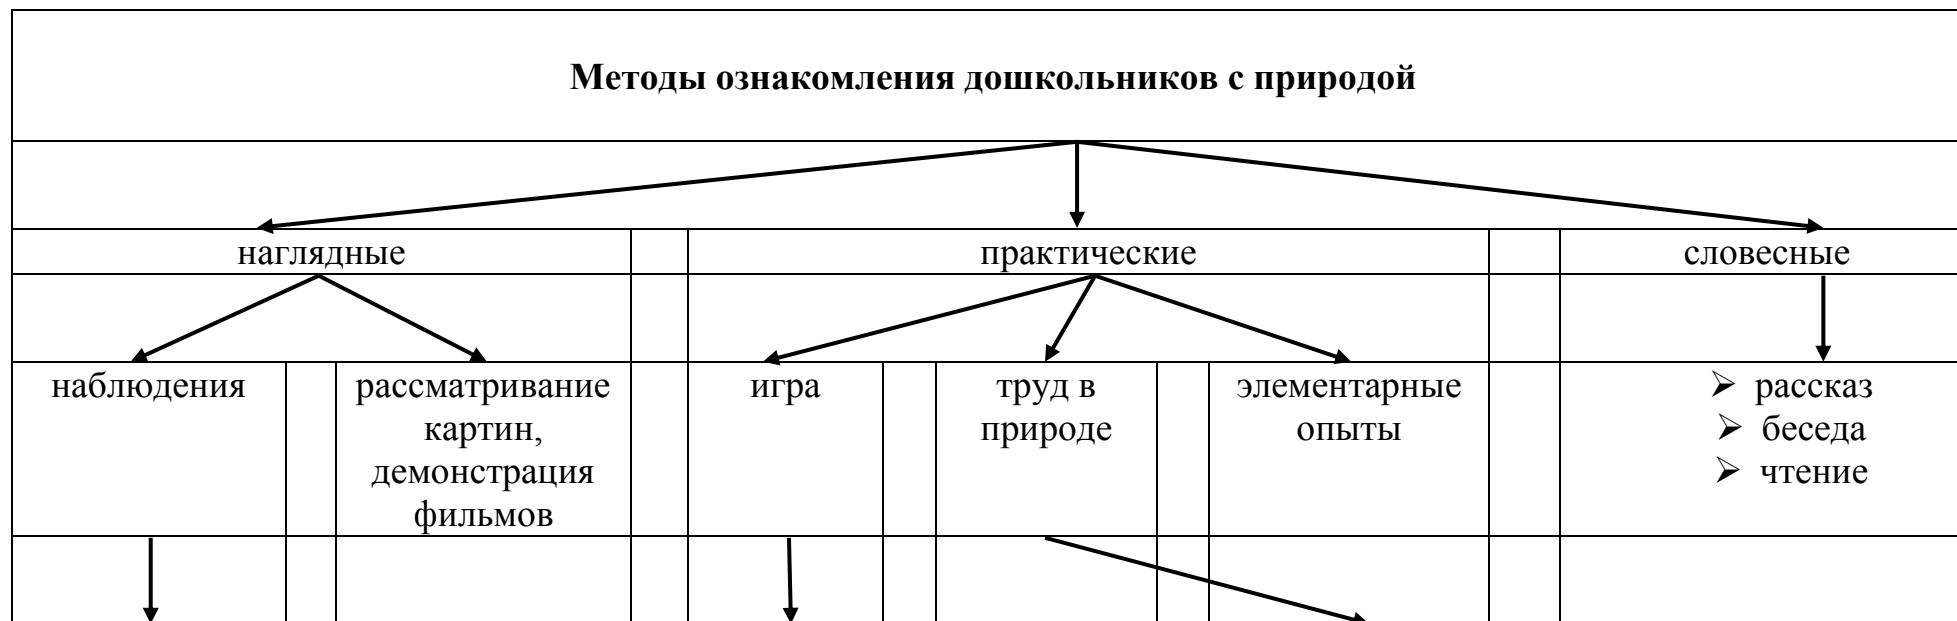 Методы ознакомления дошкольников с природой
наглядные
практические
словесные
наблюдения
рассматривание
картин,
демонстрация
фильмов
игра
труд в
природе
элементарные
опыты
➢ рассказ
➢ беседа
➢ чтение